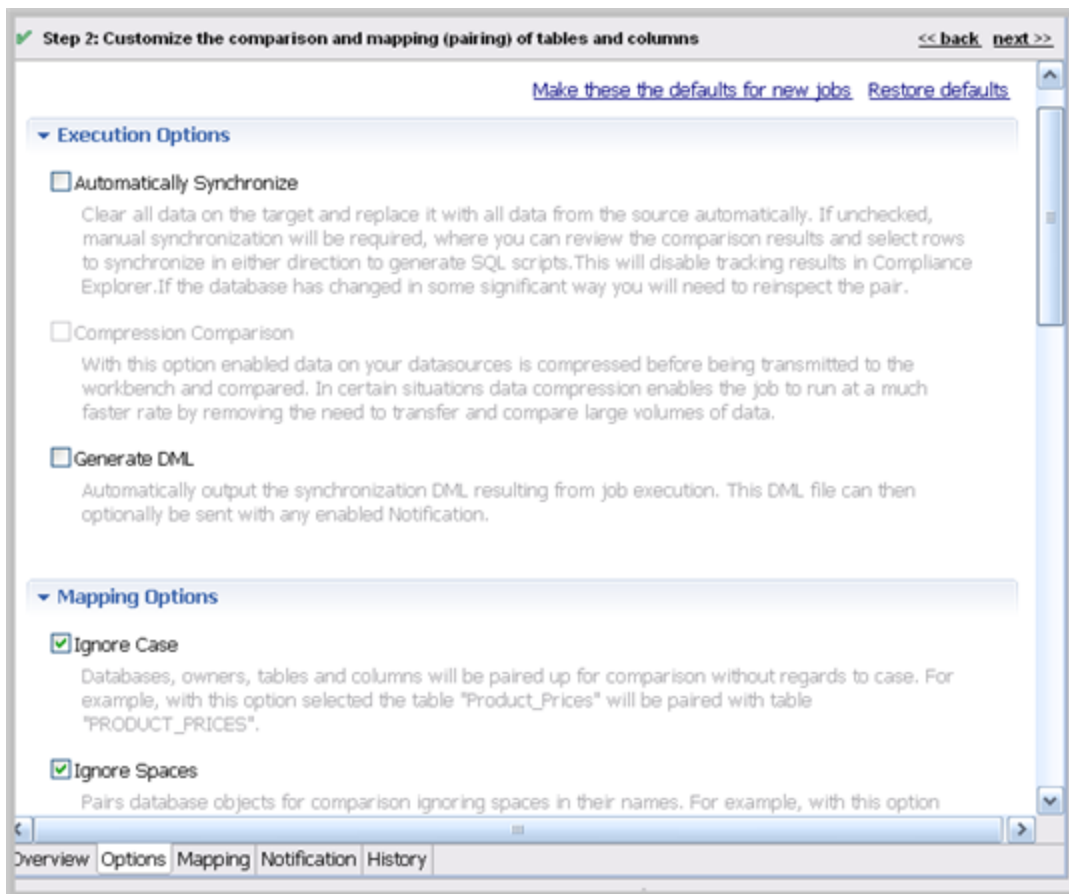 Step 2: Customize the comparison and mapping (pairing) of tables and columns
<< back next >>
Make these the defaults for new jobs Restore defaults
Execution Options
Automatically Synchronize
Clear all data on the target and replace it with all data from the source automatically. If unchecked,
manual synchronization will be required, where you can review the comparison results and select rows
to synchronize in either direction to generate SQL scripts.This will disable tracking results in Compliance
Explorer.If the database has changed in some significant way you will need to reinspect the pair.
Compression Comparison
With this option enabled data on your datasources is compressed before being transmitted to the
workbench and compared. In certain situations data compression enables the job to run at a much
faster rate by removing the need to transfer and compare large volumes of data.
Generate DML
Automatically output the synchronization DML resulting from job execution. This DML file can then
optionally be sent with any enabled Notification.
Mapping Options
Ignore Case
Databases, owners, tables and columns will be paired up for comparison without regards to case. For
example, with this option selected the table "Product_Prices" will be paired with table
"PRODUCT_PRICES".
Ignore Spaces
Pairs database objects for comparison ignoring spaces in their names. For example, with this option
Overview Options Mapping Notification History